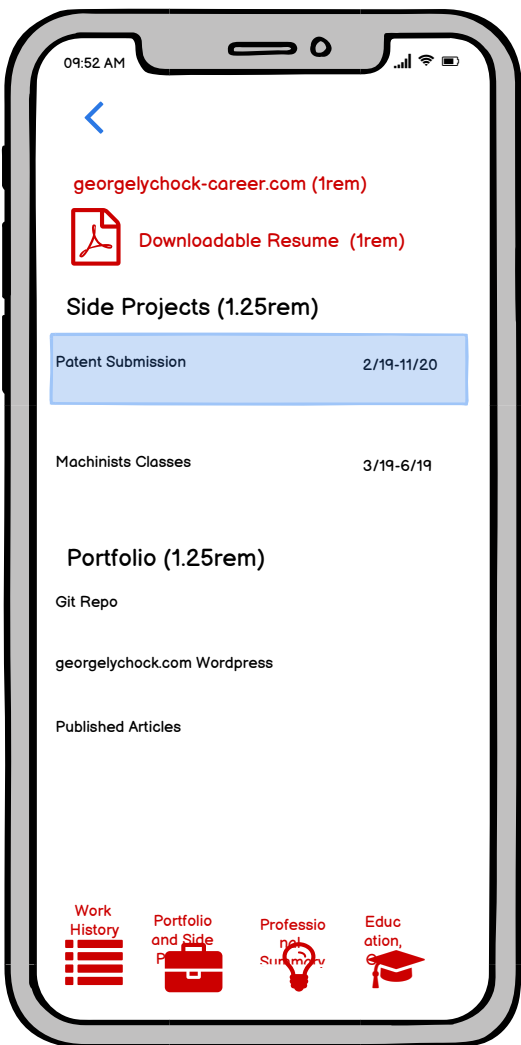 09:52 AM
georgelychock-career.com (1rem)
Downloadable Resume (1rem)
Side Projects (1.25rem)
Patent Submission 2/19-11/20
Machinists Classes 3/19-6/19
Portfolio (1.25rem)
Git Repo
georgelychock.com Wordpress
Published Articles
Work
History
Portfolio
and Side
Professio
nal
Summary
Educ
ation,